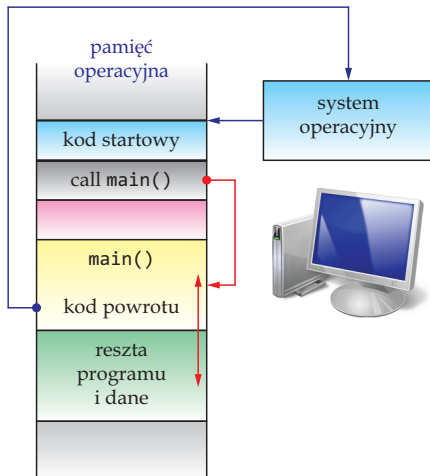 pamięć
operacyjna
system
operacyjny
kod startowy
call main()
main()
kod powrotu
reszta
programu
i dane